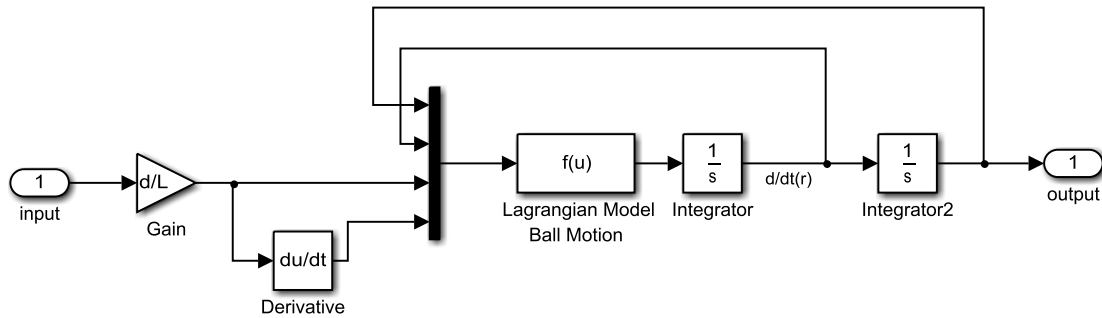 1
input
d/L
Gain
du/dt
Derivative
f(u)
Lagrangian Model
Ball Motion
1
s
Integrator
d/dt(r)
1
s
Integrator2
1
output